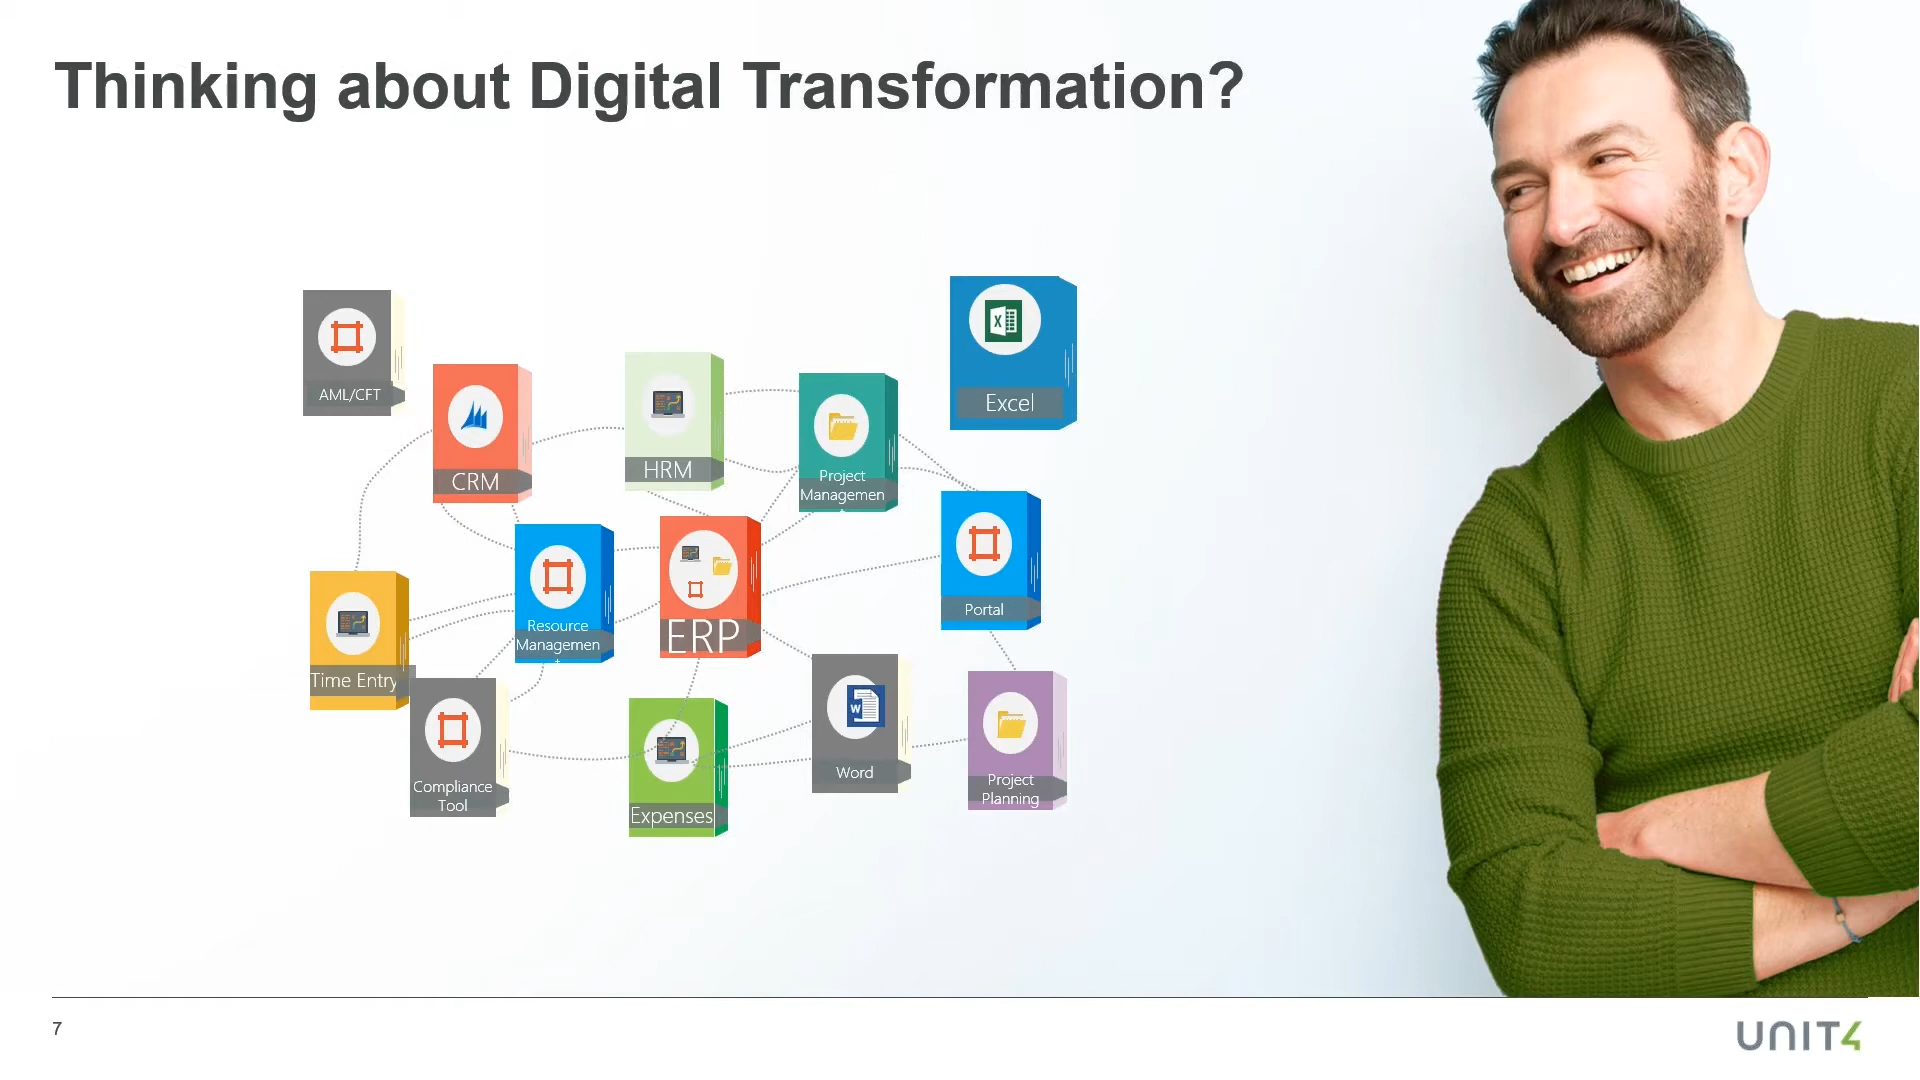 Thinking about Digital Transformation?
AML/CFT
CRM
HRM
Project
Managemen
Excel
Resource
Managemen
ERP
Portal
Time Entry
Compliance
Tool
Expenses
Word
Project
Planning
7
UNIT4